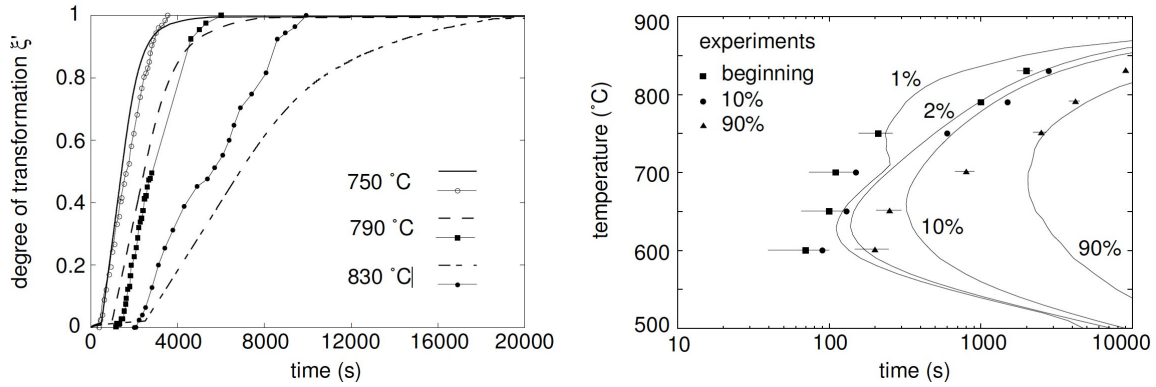 degree of transformation ξ'
1
0.8
0.6
0.4
0.2
0
0 4000 8000 12000 16000 20000
time (s)
750 °C
790 °C
830 °C
temperature (°C)
900
800
700
600
500
10 100 1000 10000
time (s)
experiments
beginning
10%
90%
1%
2%
10%
90%